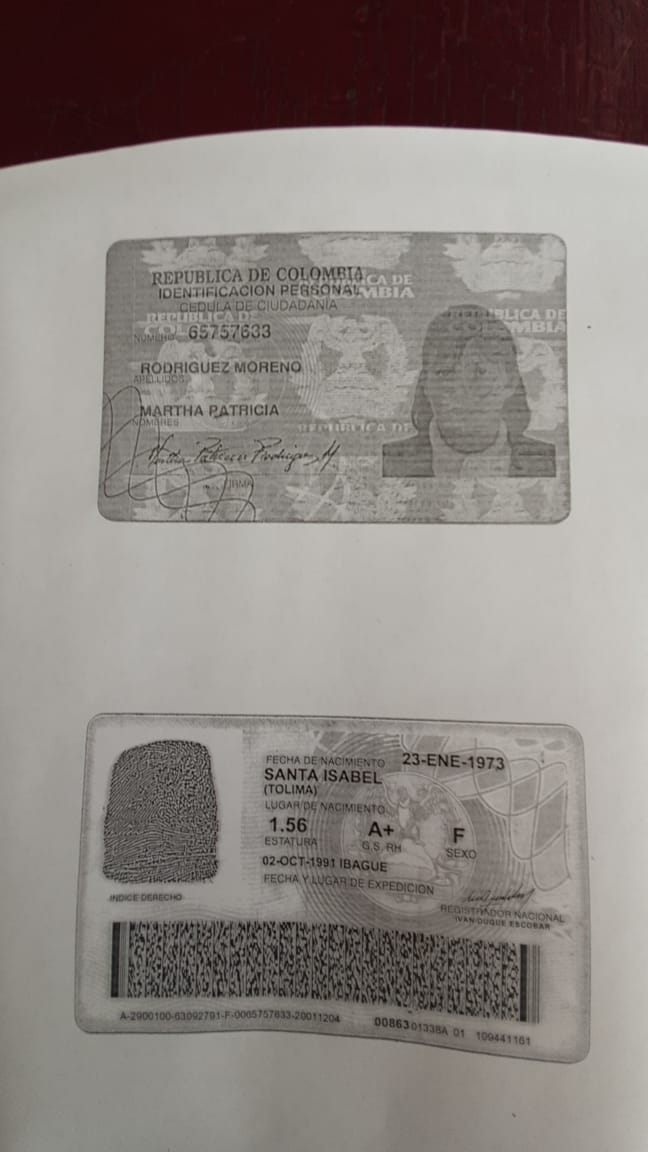 REPUBLICA DE COLOMBIA
IDENTIFICACION PERSONAL
CEDULA DE CIUDADANIA
NUMERO 65757633
RODRIGUEZ MORENO
APELLIDOS
MARTHA PATRICIA
NOMBRES
Martha Patricia Rodriguez M.
FIRMA
FECHA DE NACIMIENTO 23-ENE-1973
SANTA ISABEL
(TOLIMA)
LUGAR DE NACIMIENTO
1.56 A+ F
ESTATURA G.S. RH SEXO
02-OCT-1991 IBAGUE
FECHA Y LUGAR DE EXPEDICION
INDICE DERECHO
REGISTRADOR NACIONAL
IVAN DUQUE ESCOBAR
A-2900100-63092791-F-0065757633-20011204 0086301338A 01 109441161